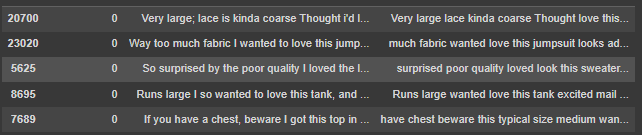 20700 0 Very large; lace is kinda coarse Thought i'd l... Very large lace kinda coarse Thought love this...
23020 0 Way too much fabric I wanted to love this jump... much fabric wanted love this jumpsuit looks ad...
5625 0 So surprised by the poor quality I loved the l... surprised poor quality loved look this sweater...
8695 0 Runs large I so wanted to love this tank, and ... Runs large wanted love this tank excited mail ...
7689 0 If you have a chest, beware I got this top in ... have chest beware this typical size medium wan...